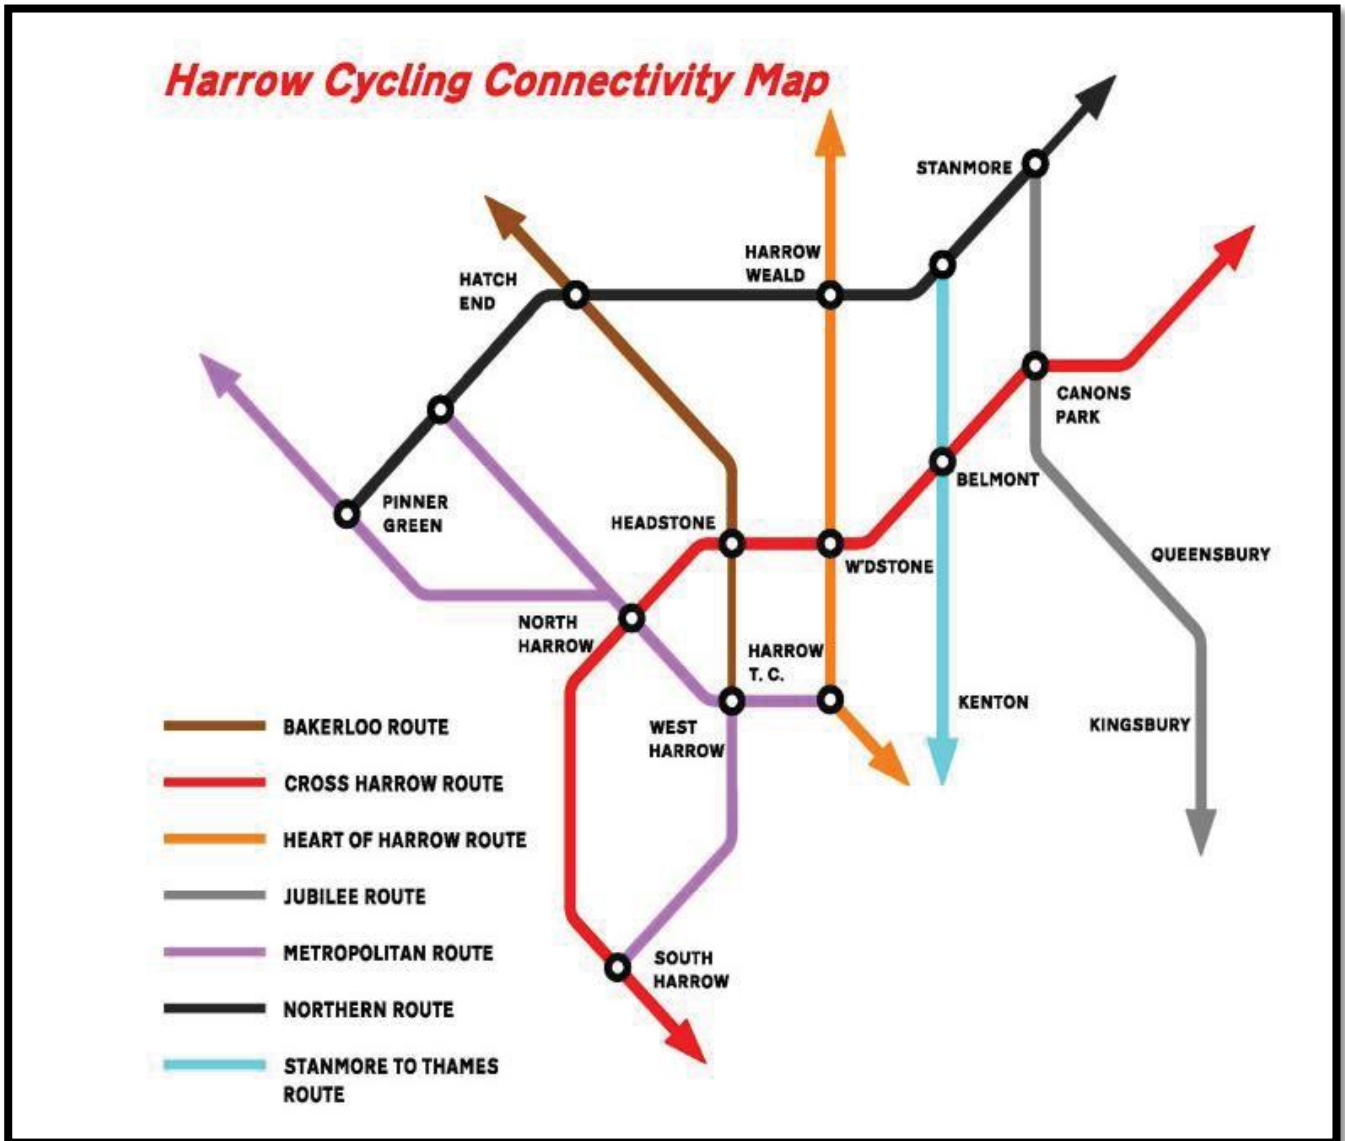 Harrow Cycling Connectivity Map
STANMORE
HARROW
WEALD
HATCH
END
CANONS
PARK
BELMONT
PINNER
GREEN
HEADSTONE
QUEENSBURY
W'DSTONE
NORTH
HARROW
HARROW
T. C.
KENTON
WEST
HARROW
KINGSBURY
SOUTH
HARROW
BAKERLOO ROUTE
CROSS HARROW ROUTE
HEART OF HARROW ROUTE
JUBILEE ROUTE
METROPOLITAN ROUTE
NORTHERN ROUTE
STANMORE TO THAMES
ROUTE